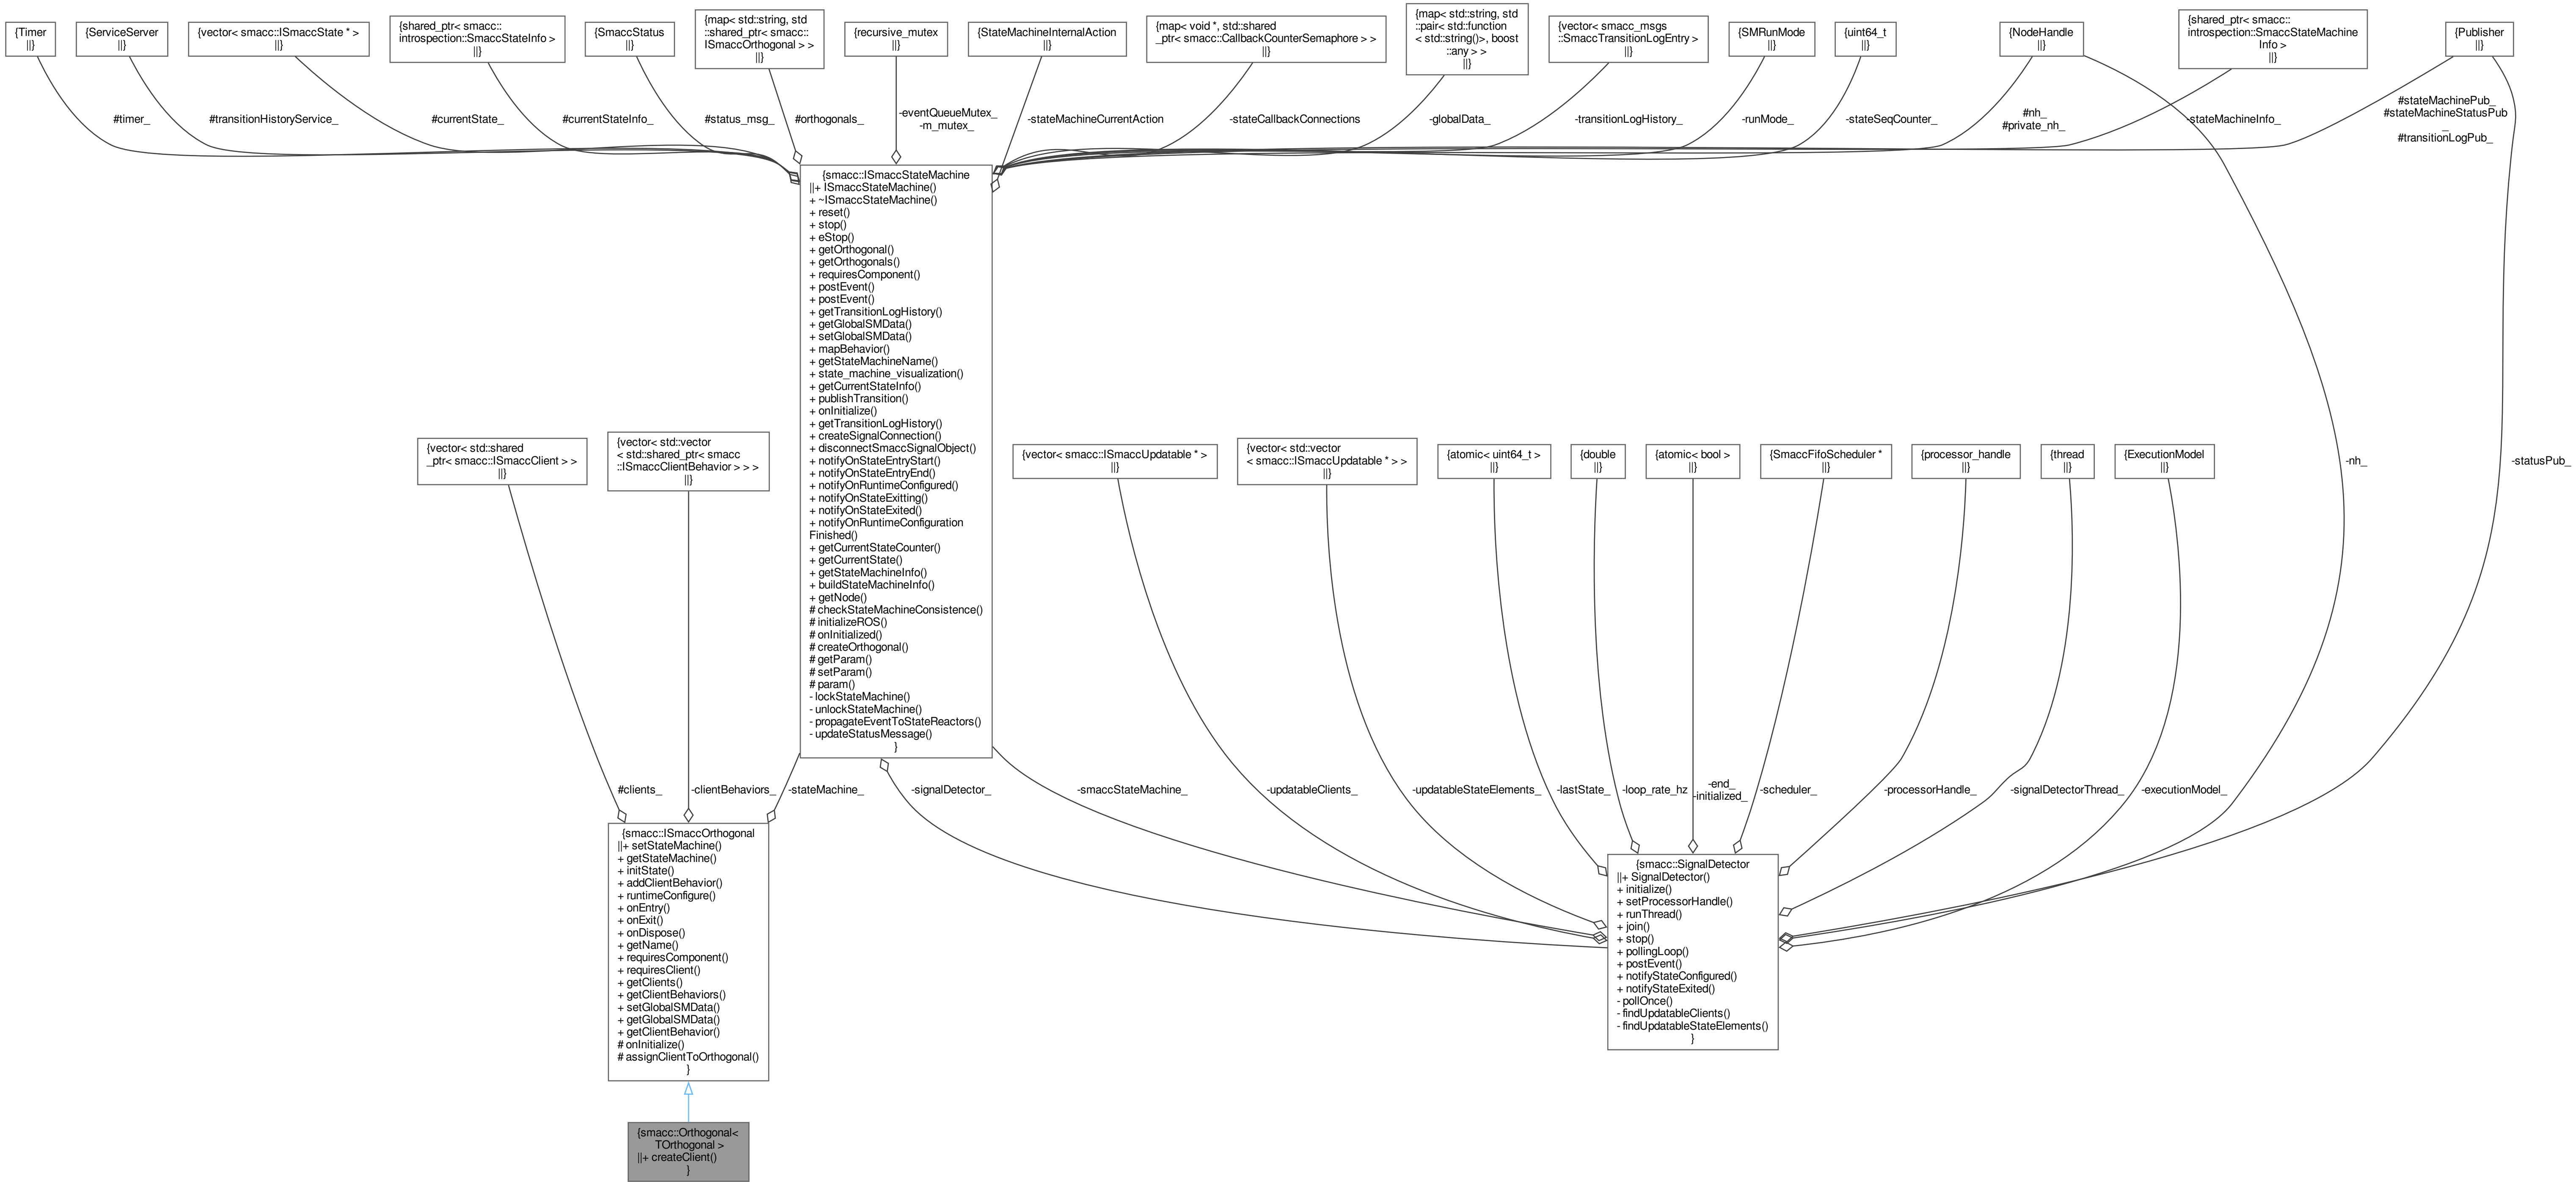 {Timer
||}
{ServiceServer
||}
{vector< smacc::ISmaccState * >
||}
{shared_ptr< smacc::
introspection::SmaccStateInfo >
||}
{SmaccStatus
||}
{map< std::string, std
::shared_ptr< smacc::
ISmaccOrthogonal > >
||}
{recursive_mutex
||}
{StateMachineInternalAction
||}
{map< void *, std::shared
_ptr< smacc::CallbackCounterSemaphore > >
||}
{map< std::string, std
::pair< std::function
< std::string()>, boost
::any > >
||}
{vector< smacc_msgs
::SmaccTransitionLogEntry >
||}
{SMRunMode
||}
{uint64_t
||}
{NodeHandle
||}
{shared_ptr< smacc::
introspection::SmaccStateMachine
Info >
||}
{Publisher
||}
#timer_
#transitionHistoryService_
#currentState_
#currentStateInfo_
#status_msg_
#orthogonals_
-eventQueueMutex_
-m_mutex_
-stateMachineCurrentAction
-stateCallbackConnections
-globalData_
-transitionLogHistory_
-runMode_
-stateSeqCounter_
#nh_
#private_nh_
-stateMachineInfo_
#stateMachinePub_
#stateMachineStatusPub
_
#transitionLogPub_
{smacc::ISmaccStateMachine
||+ ISmaccStateMachine()
+ ~ISmaccStateMachine()
+ reset()
+ stop()
+ eStop()
+ getOrthogonal()
+ getOrthogonals()
+ requiresComponent()
+ postEvent()
+ postEvent()
+ getTransitionLogHistory()
+ getGlobalSMData()
+ setGlobalSMData()
+ mapBehavior()
+ getStateMachineName()
+ state_machine_visualization()
+ getCurrentStateInfo()
+ publishTransition()
+ onInitialize()
+ getTransitionLogHistory()
+ createSignalConnection()
+ disconnectSmaccSignalObject()
+ notifyOnStateEntryStart()
+ notifyOnStateEntryEnd()
+ notifyOnRuntimeConfigured()
+ notifyOnStateExitting()
+ notifyOnStateExited()
+ notifyOnRuntimeConfiguration
Finished()
+ getCurrentStateCounter()
+ getCurrentState()
+ getStateMachineInfo()
+ buildStateMachineInfo()
+ getNode()
# checkStateMachineConsistence()
# initializeROS()
# onInitialized()
# createOrthogonal()
# getParam()
# setParam()
# param()
- lockStateMachine()
- unlockStateMachine()
- propagateEventToStateReactors()
- updateStatusMessage()
}
{vector< std::shared
_ptr< smacc::ISmaccClient > >
||}
{vector< std::vector
< std::shared_ptr< smacc
::ISmaccClientBehavior > > >
||}
{vector< smacc::ISmaccUpdatable * >
||}
{vector< std::vector
< smacc::ISmaccUpdatable * > >
||}
{atomic< uint64_t >
||}
{double
||}
{atomic< bool >
||}
{SmaccFifoScheduler *
||}
{processor_handle
||}
{thread
||}
{ExecutionModel
||}
-nh_
-statusPub_
#clients_
-clientBehaviors_
-stateMachine_
-signalDetector_
-smaccStateMachine_
-updatableClients_
-updatableStateElements_
-lastState_
-loop_rate_hz
-end_
-initialized_
-scheduler_
-processorHandle_
-signalDetectorThread_
-executionModel_
{smacc::ISmaccOrthogonal
||+ setStateMachine()
+ getStateMachine()
+ initState()
+ addClientBehavior()
+ runtimeConfigure()
+ onEntry()
+ onExit()
+ onDispose()
+ getName()
+ requiresComponent()
+ requiresClient()
+ getClients()
+ getClientBehaviors()
+ setGlobalSMData()
+ getGlobalSMData()
+ getClientBehavior()
# onInitialize()
# assignClientToOrthogonal()
}
{smacc::SignalDetector
||+ SignalDetector()
+ initialize()
+ setProcessorHandle()
+ runThread()
+ join()
+ stop()
+ pollingLoop()
+ postEvent()
+ notifyStateConfigured()
+ notifyStateExited()
- pollOnce()
- findUpdatableClients()
- findUpdatableStateElements()
}
{smacc::Orthogonal<
TOrthogonal >
||+ createClient()
}